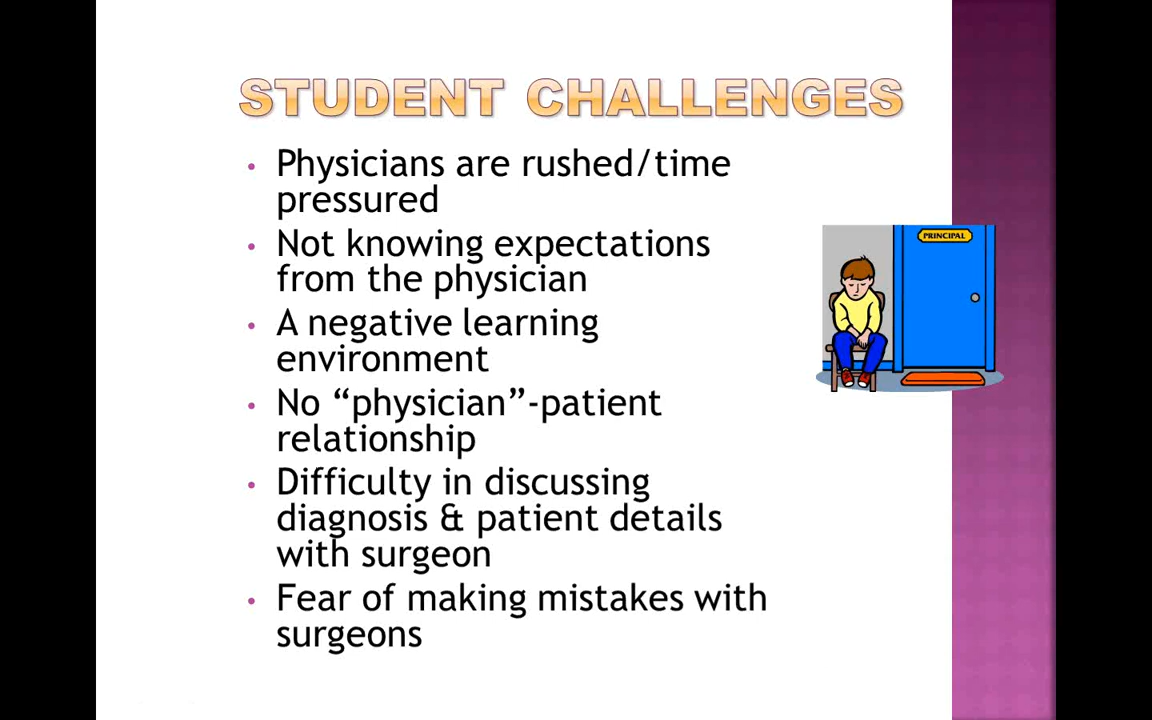 STUDENT CHALLENGES
• Physicians are rushed/time
pressured
• Not knowing expectations
from the physician
• A negative learning
environment
• No “physician”-patient
relationship
• Difficulty in discussing
diagnosis & patient details
with surgeon
• Fear of making mistakes with
surgeons
PRINCIPAL